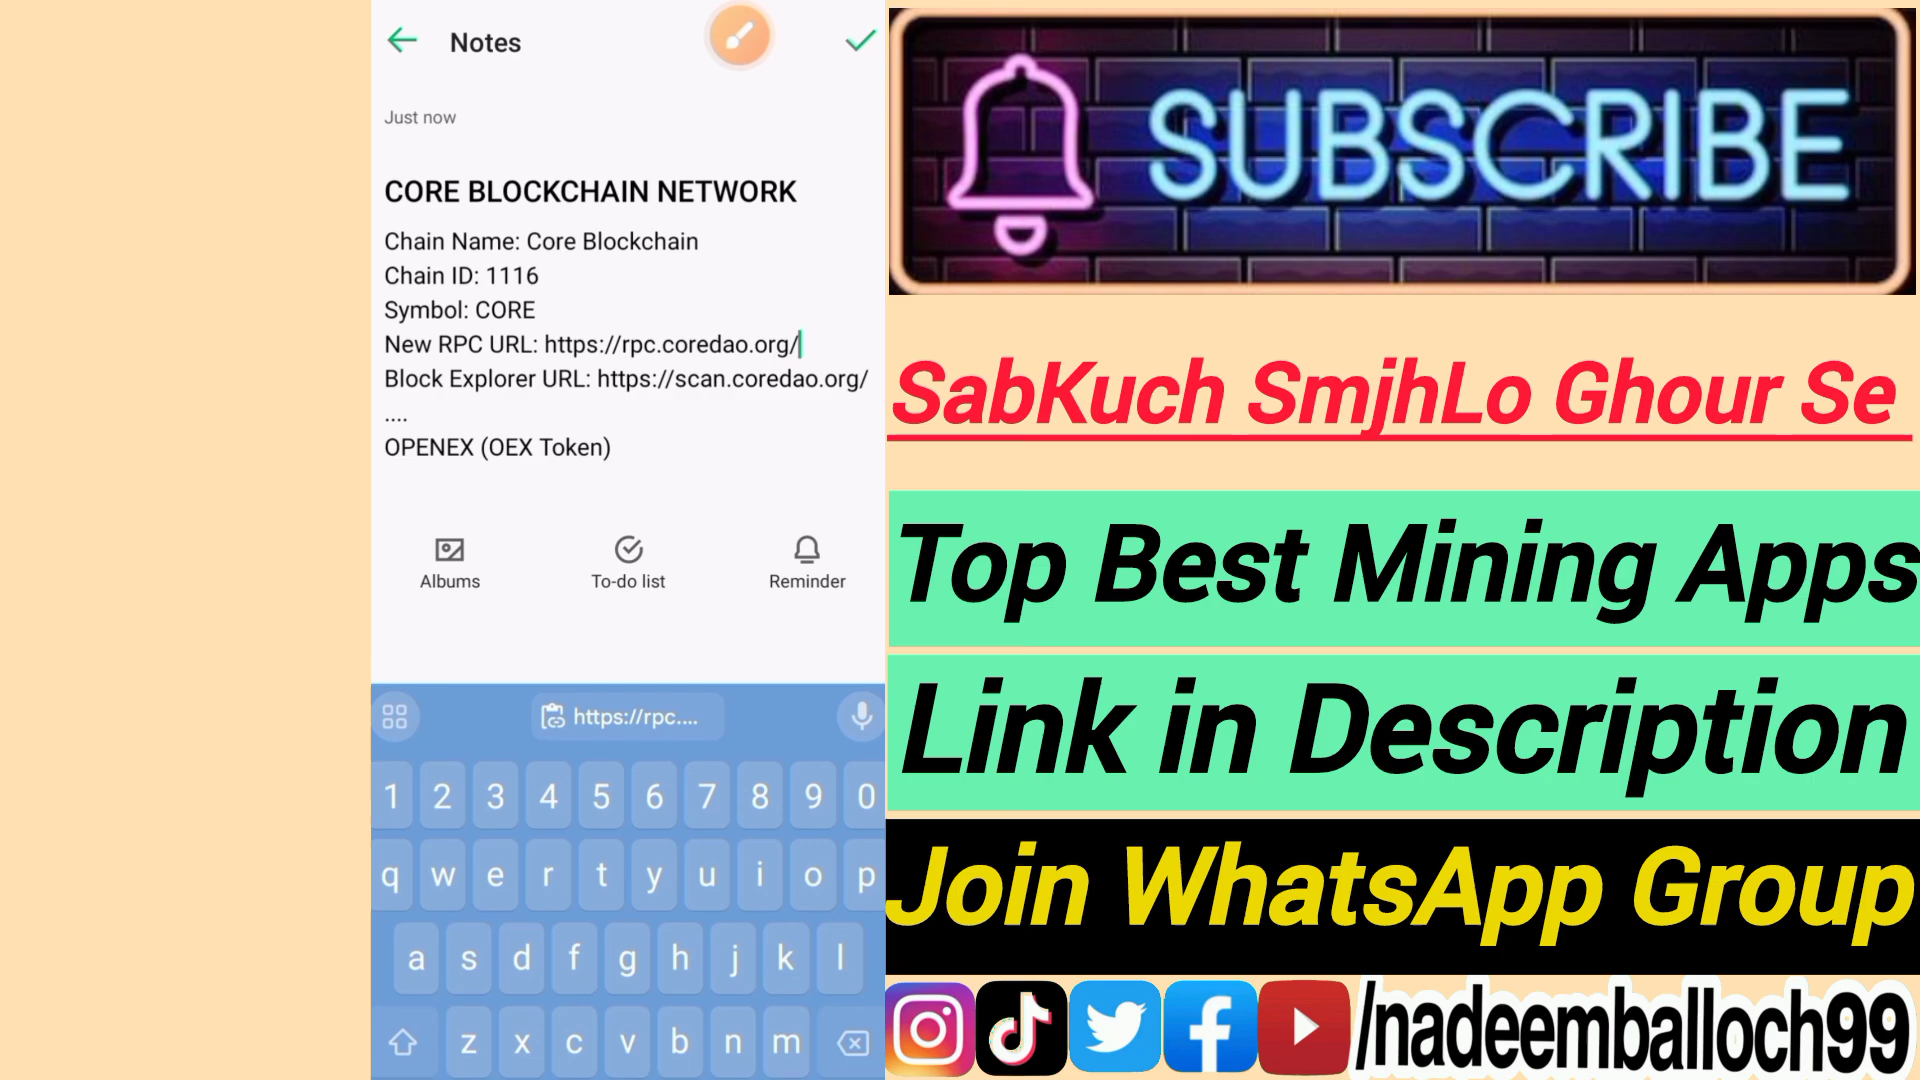 Notes
Just now
CORE BLOCKCHAIN NETWORK
Chain Name: Core Blockchain
Chain ID: 1116
Symbol: CORE
New RPC URL: https://rpc.coredao.org/
Block Explorer URL: https://scan.coredao.org/
....
OPENEX (OEX Token)
Albums
To-do list
Reminder
https://rpc....
1 2 3 4 5 6 7 8 9 0
q w e r t y u i o p
a s d f g h j k l
z x c v b n m
SUBSCRIBE
SabKuch SmjhLo Ghour Se
Top Best Mining Apps
Link in Description
Join WhatsApp Group
/nadeemballoch99